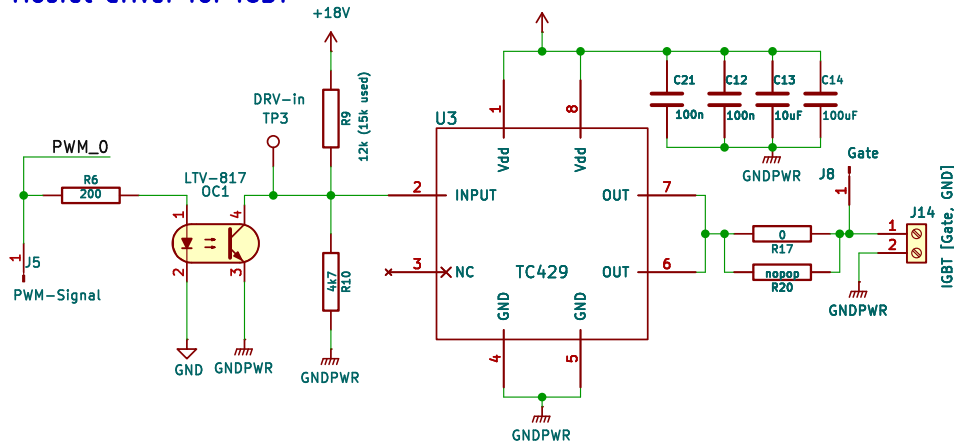 Mosfet driver for IGBT
+18V
DRV-in
TP3
R9
12k (15k used)
PWM_0
LTV-817
OC1
R6
200
1
4
2
3
1
J5
PWM-Signal
GND
GNDPWR
4k7
R10
GNDPWR
U3
1
8
Vdd
Vdd
2
INPUT
3
NC
TC429
OUT
7
OUT
6
GND
GND
4
5
GNDPWR
C21
100n
C12
100n
C13
10uF
C14
100uF
GNDPWR
Gate
J8
1
0
R17
nopop
R20
J14
1
2
GNDPWR
IGBT [Gate, GND]